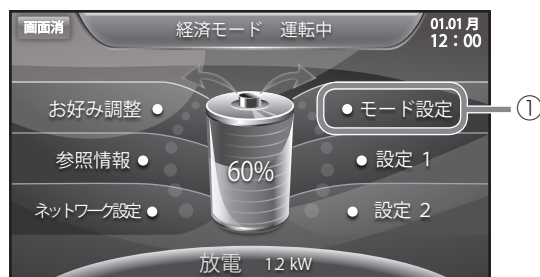 画面消
経済モード 運転中
01.01 月
12:00
お好み調整
モード設定
①
参照情報
60%
設定 1
ネットワーク設定
設定 2
放電 1.2 kW